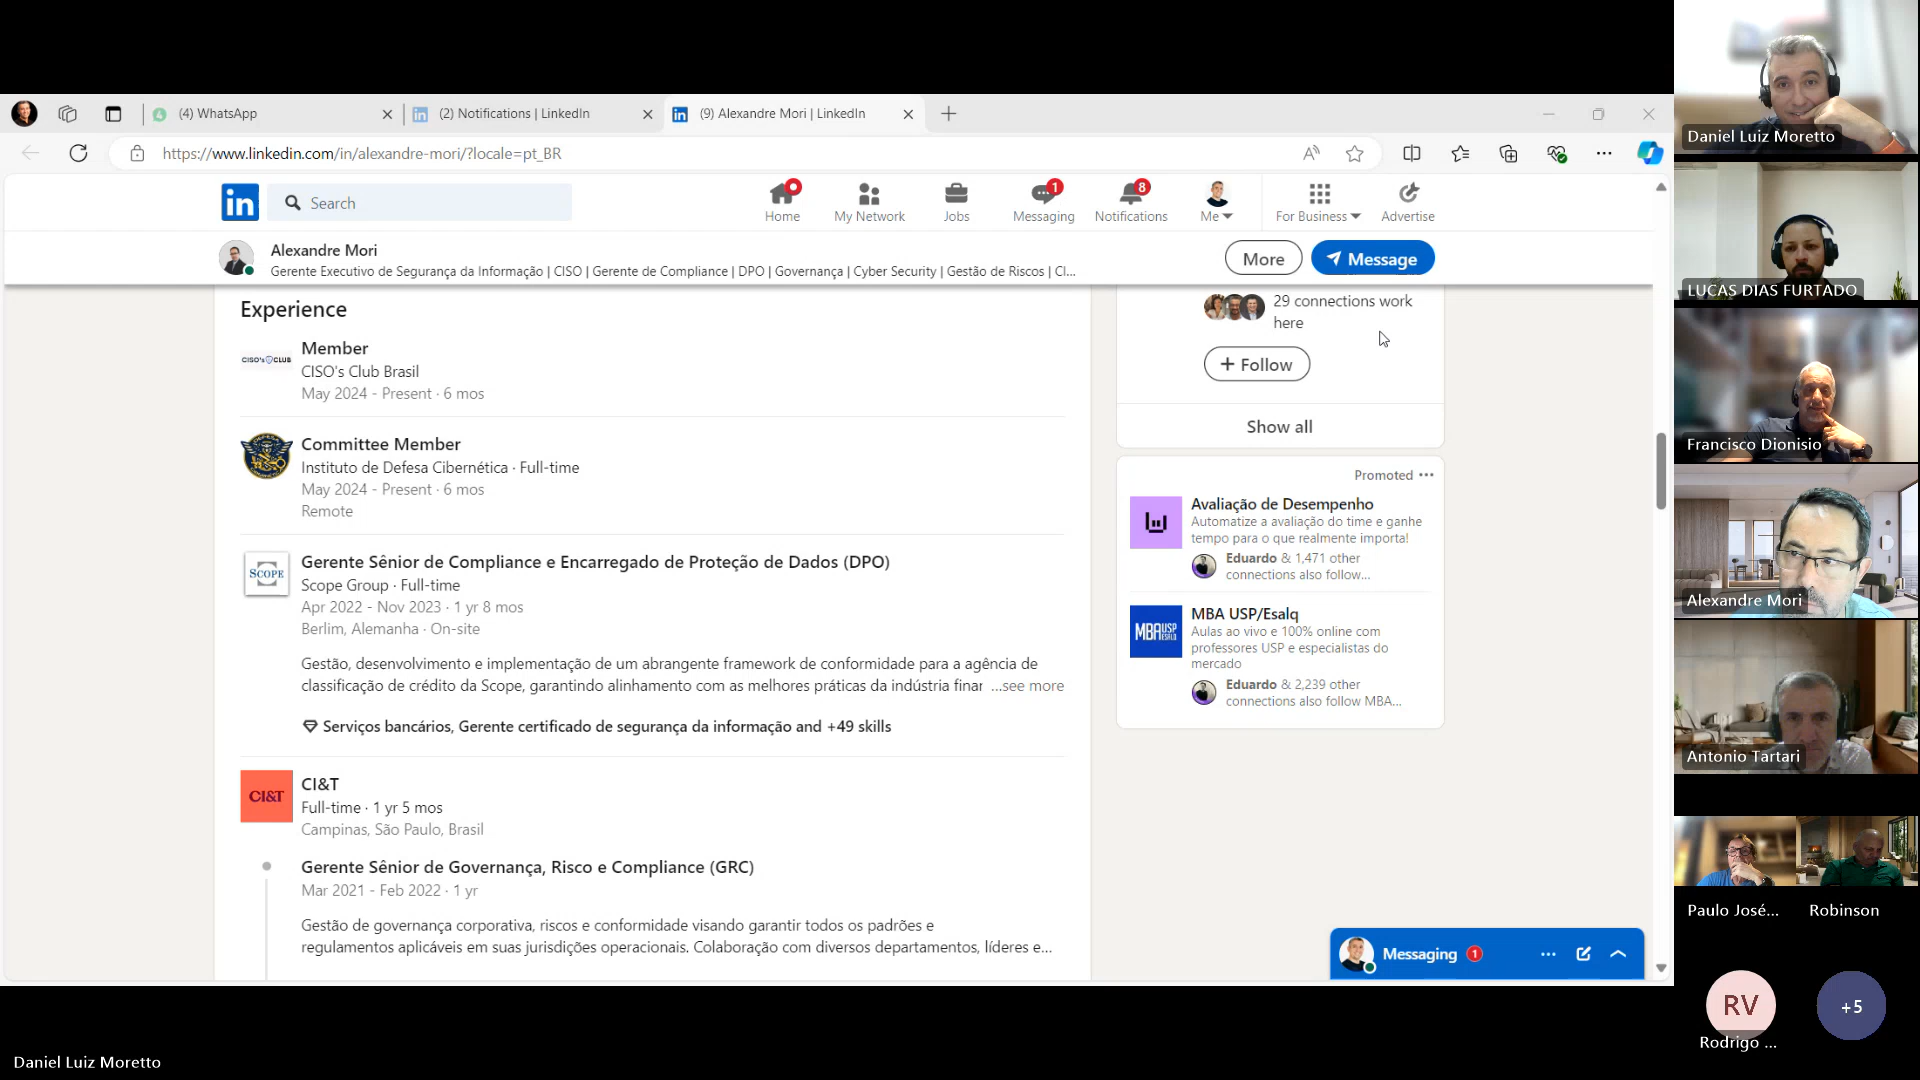 (4) WhatsApp
(2) Notifications | LinkedIn
(9) Alexandre Mori | LinkedIn
https://www.linkedin.com/in/alexandre-mori/?locale=pt_BR
in
Search
Home
My Network
Jobs
1
Messaging
8
Notifications
Me
For Business
Advertise
Alexandre Mori
Gerente Executivo de Segurança da Informação | CISO | Gerente de Compliance | DPO | Governança | Cyber Security | Gestão de Riscos | Cl...
More
Message
Experience
CISO's CLUB
Member
CISO's Club Brasil
May 2024 - Present · 6 mos
Committee Member
Instituto de Defesa Cibernética · Full-time
May 2024 - Present · 6 mos
Remote
SCOPE
Gerente Sênior de Compliance e Encarregado de Proteção de Dados (DPO)
Scope Group · Full-time
Apr 2022 - Nov 2023 · 1 yr 8 mos
Berlim, Alemanha · On-site
Gestão, desenvolvimento e implementação de um abrangente framework de conformidade para a agência de
classificação de crédito da Scope, garantindo alinhamento com as melhores práticas da indústria finar ...see more
Serviços bancários, Gerente certificado de segurança da informação and +49 skills
CI&T
CI&T
Full-time · 1 yr 5 mos
Campinas, São Paulo, Brasil
Gerente Sênior de Governança, Risco e Compliance (GRC)
Mar 2021 - Feb 2022 · 1 yr
Gestão de governança corporativa, riscos e conformidade visando garantir todos os padrões e
regulamentos aplicáveis em suas jurisdições operacionais. Colaboração com diversos departamentos, líderes e...
29 connections work
here
+ Follow
Show all
Promoted ···
Avaliação de Desempenho
Automatize a avaliação do time e ganhe
tempo para o que realmente importa!
Eduardo & 1,471 other
connections also follow...
MBAUSP
ESALQ
MBA USP/Esalq
Aulas ao vivo e 100% online com
professores USP e especialistas do
mercado
Eduardo & 2,239 other
connections also follow MBA...
Messaging 1
Daniel Luiz Moretto
LUCAS DIAS FURTADO
Francisco Dionisio
Alexandre Mori
Antonio Tartari
Paulo José...
Robinson
RV
+5
Rodrigo ...
Daniel Luiz Moretto